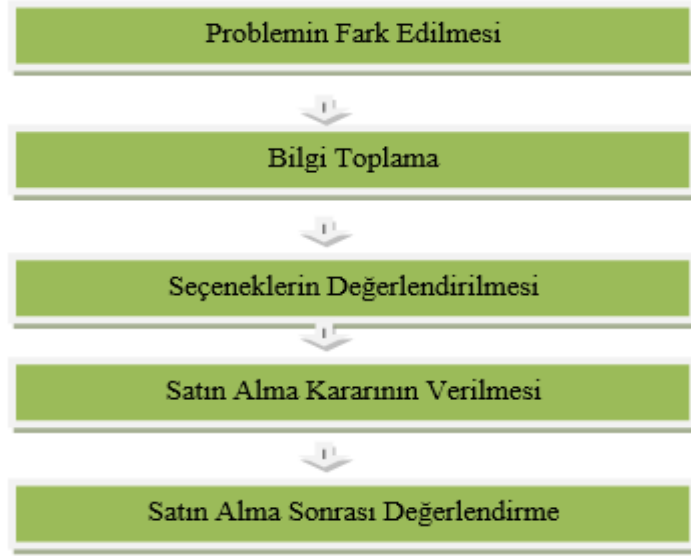 Problemin Fark Edilmesi
Bilgi Toplama
Seçeneklerin Değerlendirilmesi
Satın Alma Kararının Verilmesi
Satın Alma Sonrası Değerlendirme